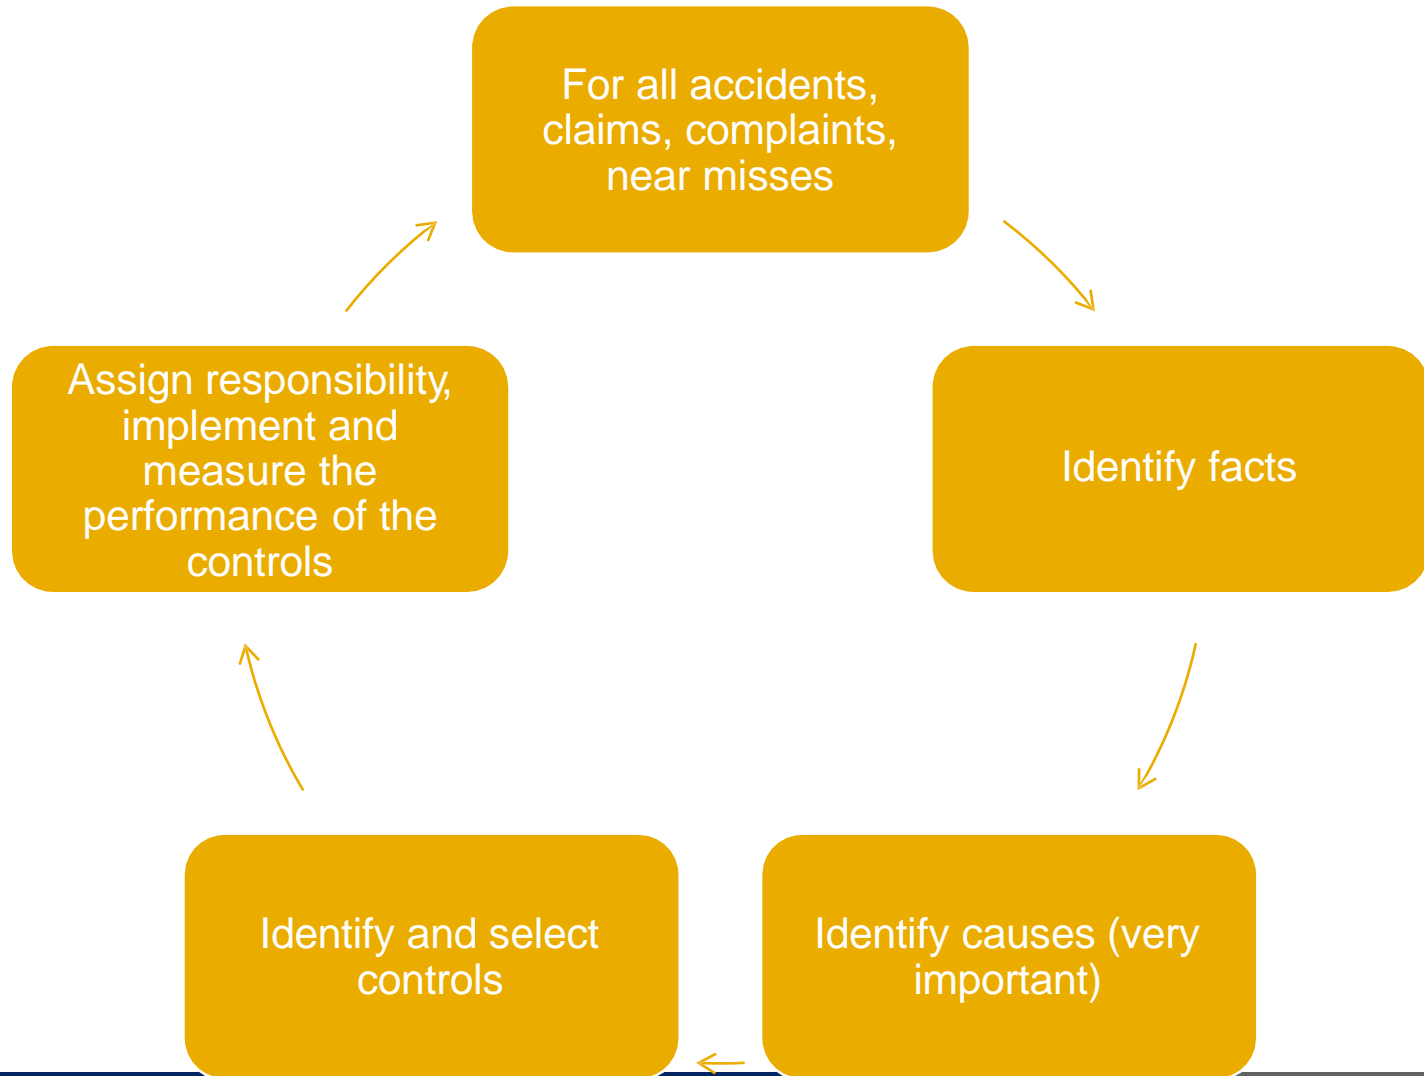 For all accidents,
claims, complaints,
near misses
Identify facts
Identify causes (very
important)
Identify and select
controls
Assign responsibility,
implement and
measure the
performance of the
controls